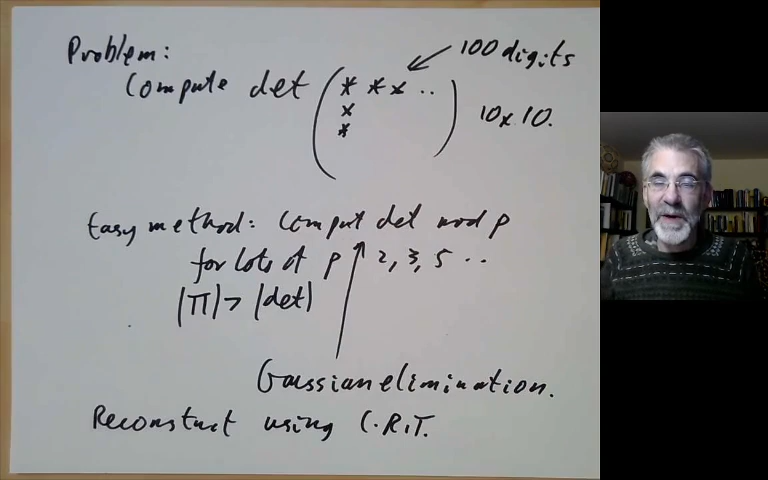 Problem:
100 digits
Compute det ( * * x ..
x
* ) 10 x 10.
Easy method: Comput det mod p
for lots of p 2, 3, 5 ..
|Π| > |det|
Gaussian elimination.
Reconstruct using C.R.T.